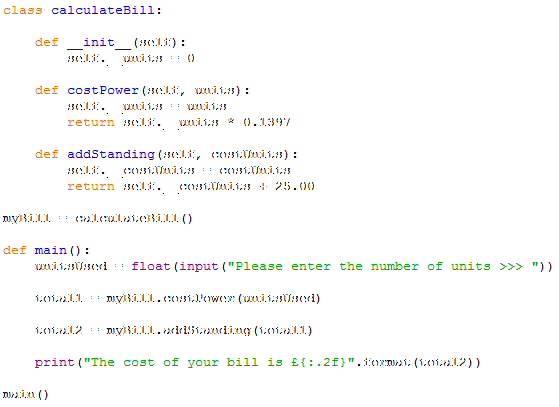 class calculateBill:
def __init__(self):
self.__units = 0
def costPower(self, units):
self.__units = units
return self.__units * 0.1397
def addStanding(self, costUnits):
self.__costUnits = costUnits
return self.__costUnits + 25.00
myBill = calculateBill()
def main():
unitsUsed = float(input("Please enter the number of units >>> "))
total1 = myBill.costPower(unitsUsed)
total2 = myBill.addStanding(total1)
print("The cost of your bill is £{:.2f}".format(total2))
main()